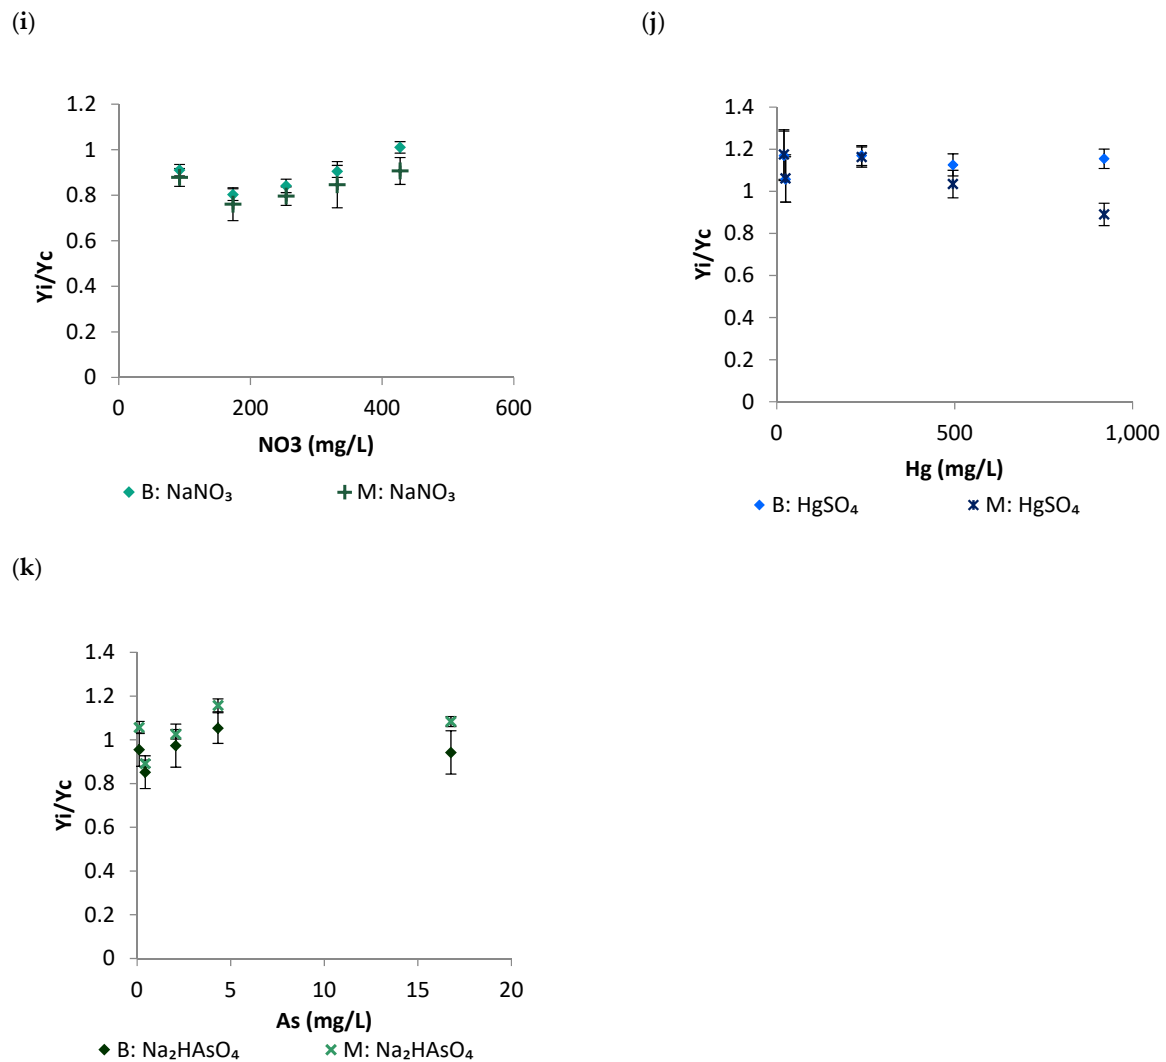 (i)
1.2
1
0.8
0.6
0.4
0.2
0
0 200 400 600
Yi/Yc
NO3 (mg/L)
B: NaNO₃ M: NaNO₃
(j)
1.4
1.2
1
0.8
0.6
0.4
0.2
0
0 500 1,000
Yi/Yc
Hg (mg/L)
B: HgSO₄ M: HgSO₄
(k)
1.4
1.2
1
0.8
0.6
0.4
0.2
0
0 5 10 15 20
Yi/Yc
As (mg/L)
B: Na₂HAsO₄ M: Na₂HAsO₄